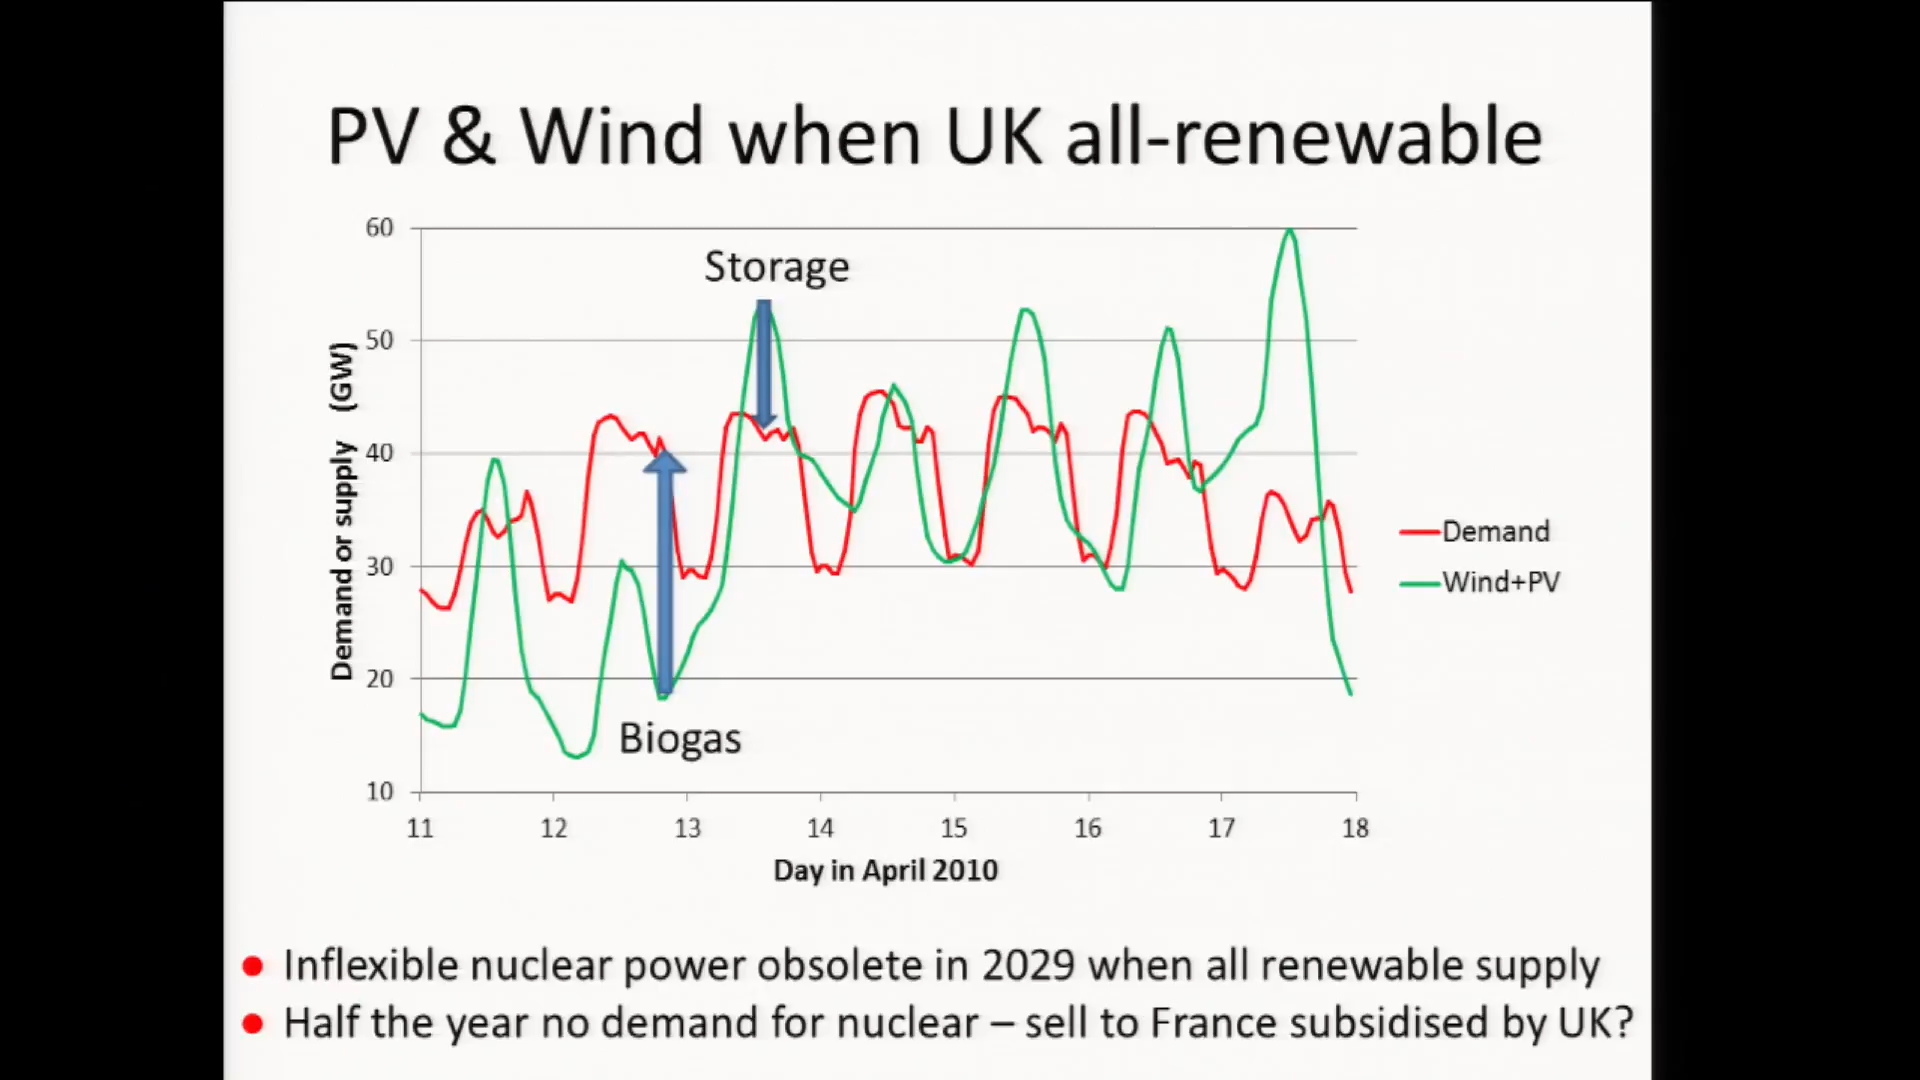 PV & Wind when UK all-renewable
60
50
40
30
20
10
Demand or supply (GW)
Storage
Biogas
Demand
Wind+PV
11 12 13 14 15 16 17 18
Day in April 2010
Inflexible nuclear power obsolete in 2029 when all renewable supply
Half the year no demand for nuclear – sell to France subsidised by UK?